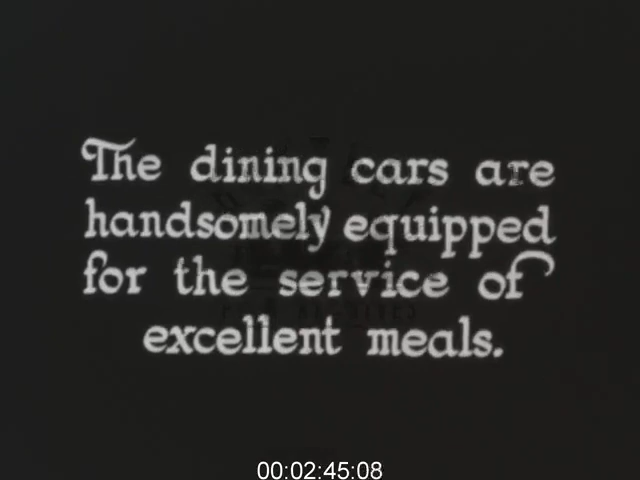 The dining cars are
handsomely equipped
for the service of
excellent meals.
00:02:45:08